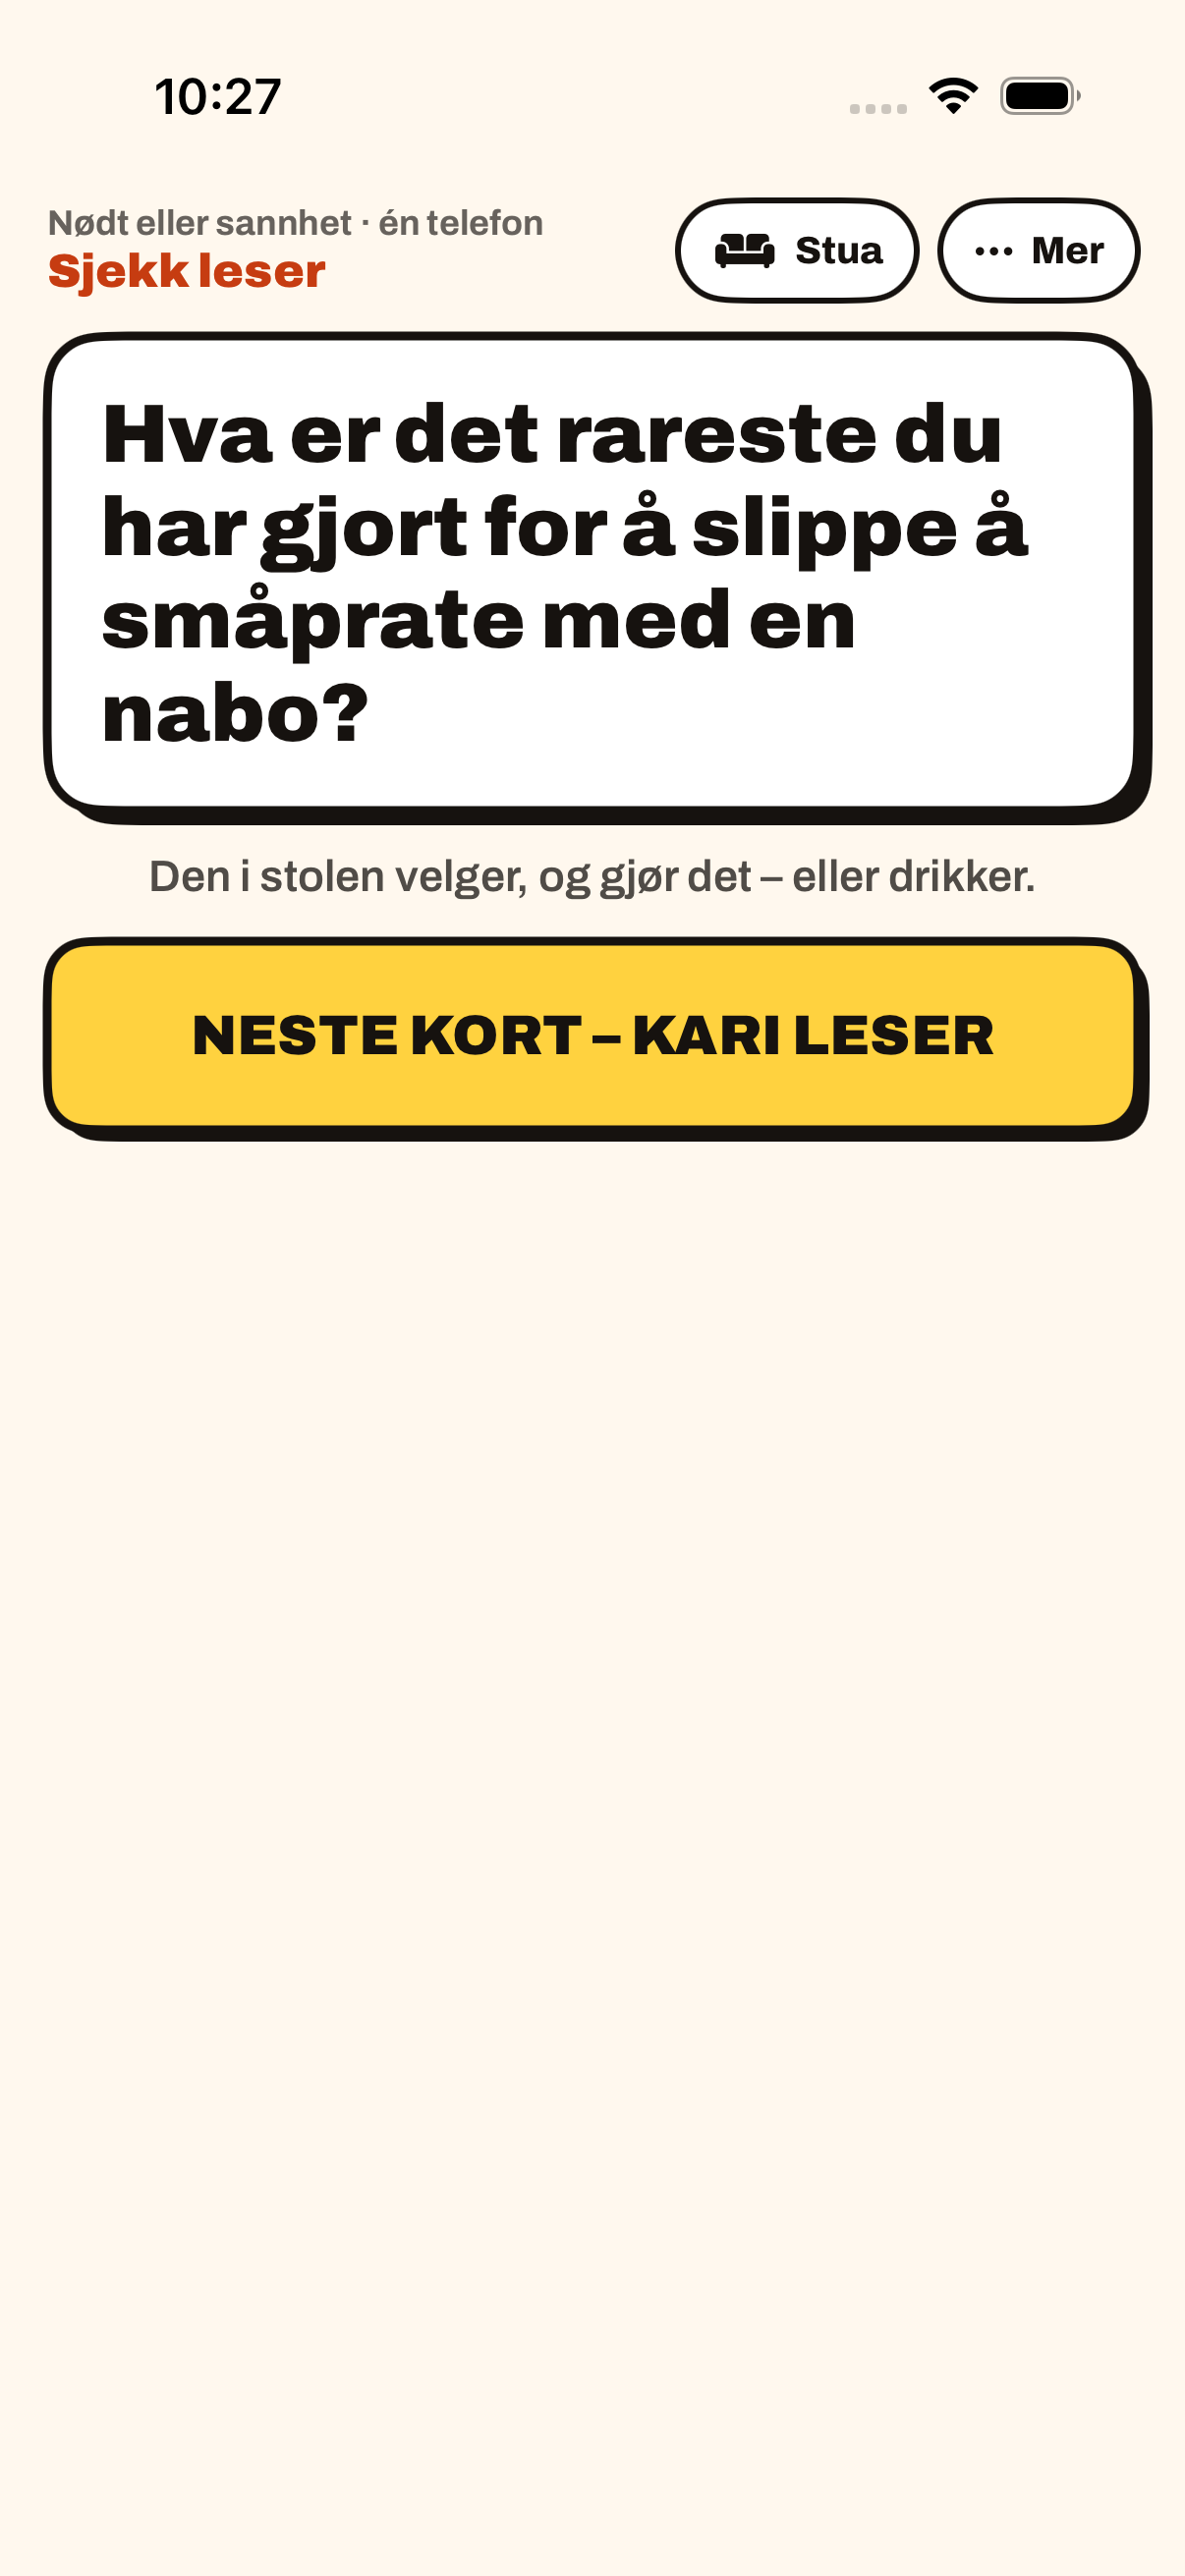 10:27
Nødt eller sannhet · én telefon
Sjekk leser
Stua
··· Mer
Hva er det rareste du
har gjort for å slippe å
småprate med en
nabo?
Den i stolen velger, og gjør det – eller drikker.
NESTE KORT – KARI LESER